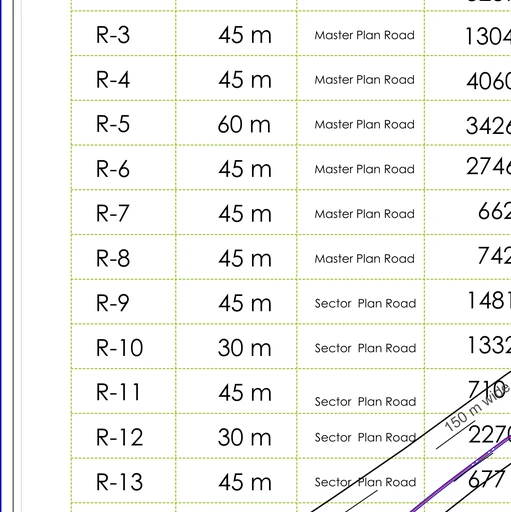 R-3 45 m Master Plan Road 1304
R-4 45 m Master Plan Road 4060
R-5 60 m Master Plan Road 3426
R-6 45 m Master Plan Road 2746
R-7 45 m Master Plan Road 662
R-8 45 m Master Plan Road 742
R-9 45 m Sector Plan Road 1481
R-10 30 m Sector Plan Road 1332
R-11 45 m Sector Plan Road 710
150 m wide
R-12 30 m Sector Plan Road 2270
R-13 45 m Sector Plan Road 677